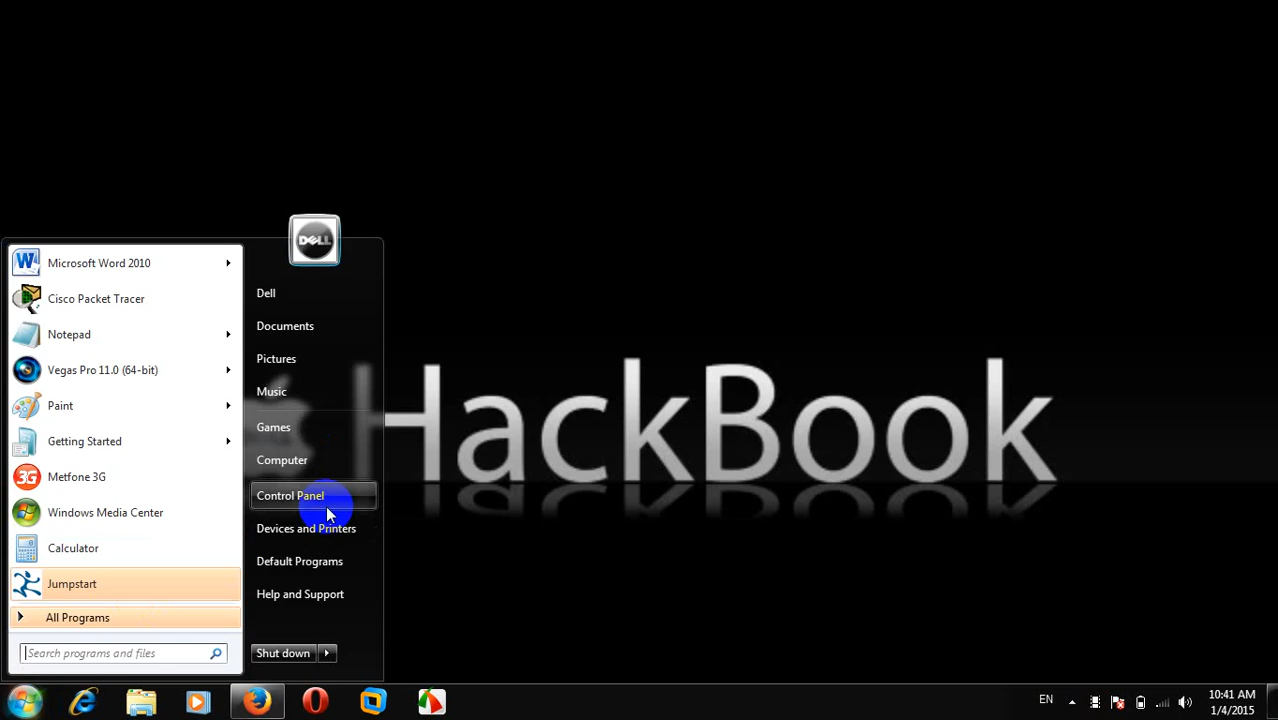 DELL
Microsoft Word 2010
Cisco Packet Tracer
Notepad
Vegas Pro 11.0 (64-bit)
Paint
Getting Started
3G
Metfone 3G
Windows Media Center
Calculator
Jumpstart
All Programs
Search programs and files
Dell
Documents
Pictures
Music
Games
Computer
Control Panel
Devices and Printers
Default Programs
Help and Support
Shut down
HackBook
EN
10:41 AM
1/4/2015